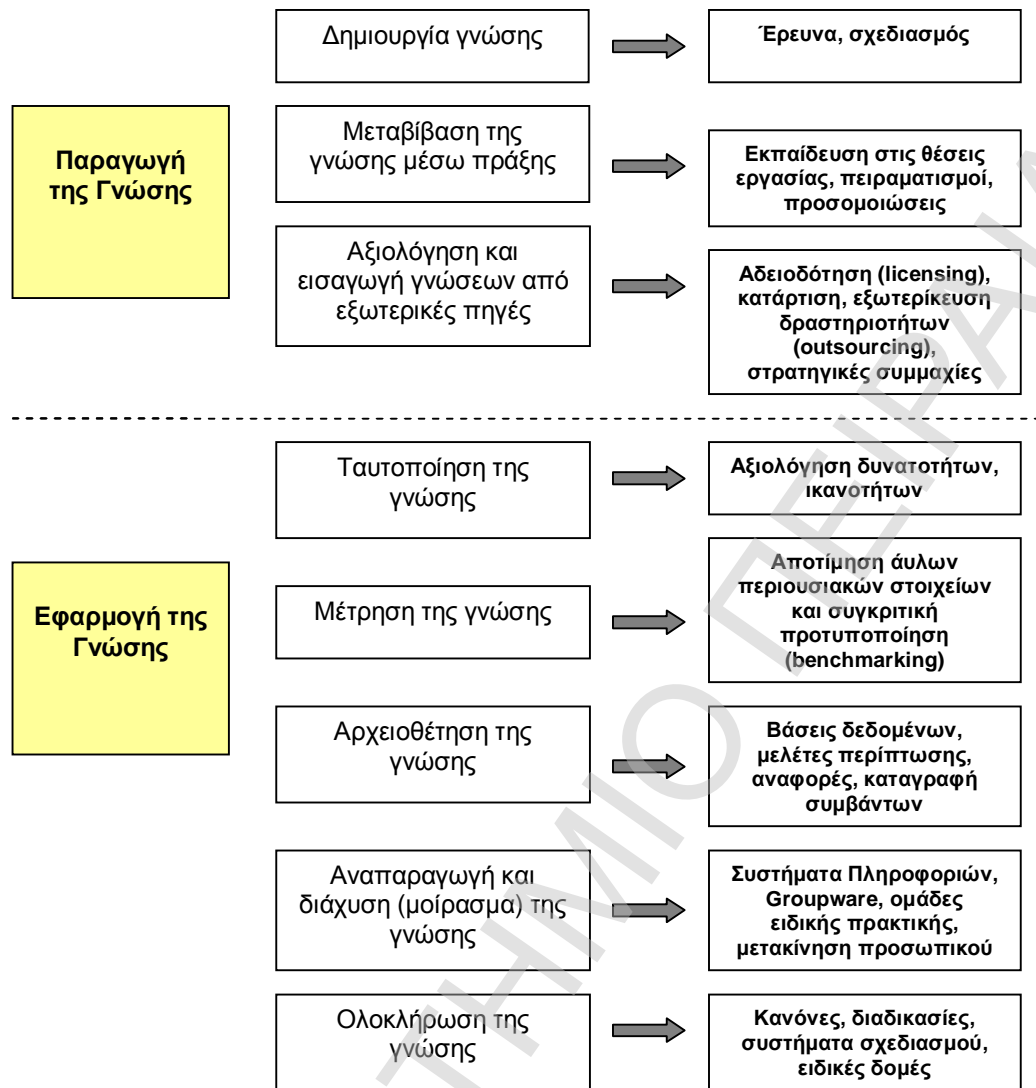 Δημιουργία γνώσης
Έρευνα, σχεδιασμός
Παραγωγή
της Γνώσης
Μεταβίβαση της
γνώσης μέσω πράξης
Εκπαίδευση στις θέσεις
εργασίας, πειραματισμοί,
προσομοιώσεις
Αξιολόγηση και
εισαγωγή γνώσεων από
εξωτερικές πηγές
Αδειοδότηση (licensing),
κατάρτιση, εξωτερίκευση
δραστηριοτήτων
(outsourcing),
στρατηγικές συμμαχίες
Ταυτοποίηση της
γνώσης
Αξιολόγηση δυνατοτήτων,
ικανοτήτων
Εφαρμογή της
Γνώσης
Μέτρηση της γνώσης
Αποτίμηση άυλων
περιουσιακών στοιχείων
και συγκριτική
προτυποποίηση
(benchmarking)
Αρχειοθέτηση της
γνώσης
Βάσεις δεδομένων,
μελέτες περίπτωσης,
αναφορές, καταγραφή
συμβάντων
Αναπαραγωγή και
διάχυση (μοίρασμα) της
γνώσης
Συστήματα Πληροφοριών,
Groupware, ομάδες
ειδικής πρακτικής,
μετακίνηση προσωπικού
Ολοκλήρωση της
γνώσης
Κανόνες, διαδικασίες,
συστήματα σχεδιασμού,
ειδικές δομές